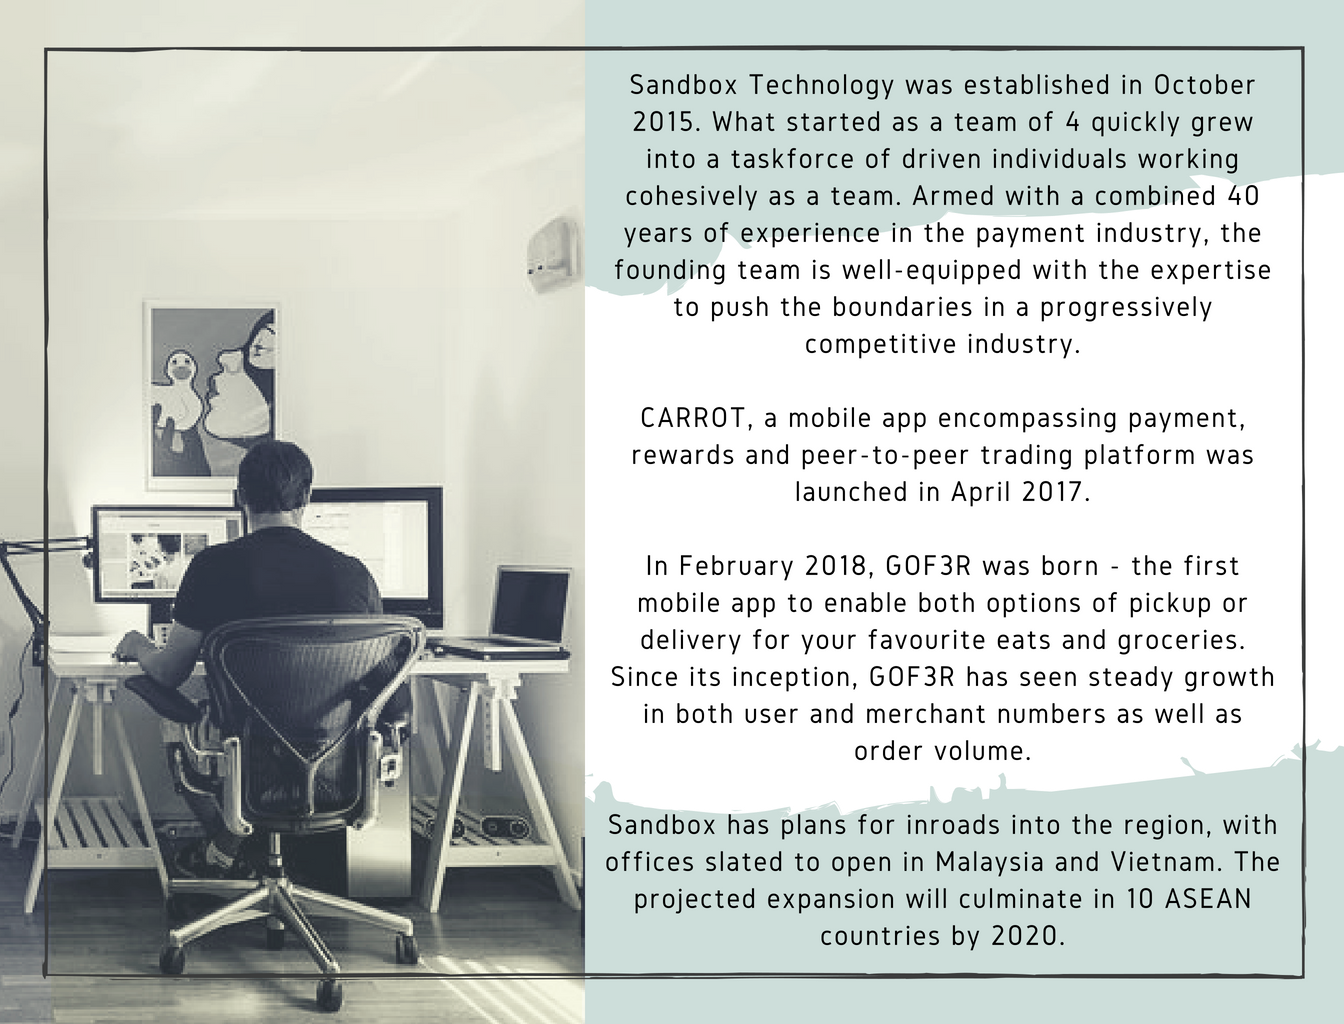 Sandbox Technology was established in October
2015. What started as a team of 4 quickly grew
into a taskforce of driven individuals working
cohesively as a team. Armed with a combined 40
years of experience in the payment industry, the
founding team is well-equipped with the expertise
to push the boundaries in a progressively
competitive industry.
CARROT, a mobile app encompassing payment,
rewards and peer-to-peer trading platform was
launched in April 2017.
In February 2018, GOF3R was born - the first
mobile app to enable both options of pickup or
delivery for your favourite eats and groceries.
Since its inception, GOF3R has seen steady growth
in both user and merchant numbers as well as
order volume.
Sandbox has plans for inroads into the region, with
offices slated to open in Malaysia and Vietnam. The
projected expansion will culminate in 10 ASEAN
countries by 2020.